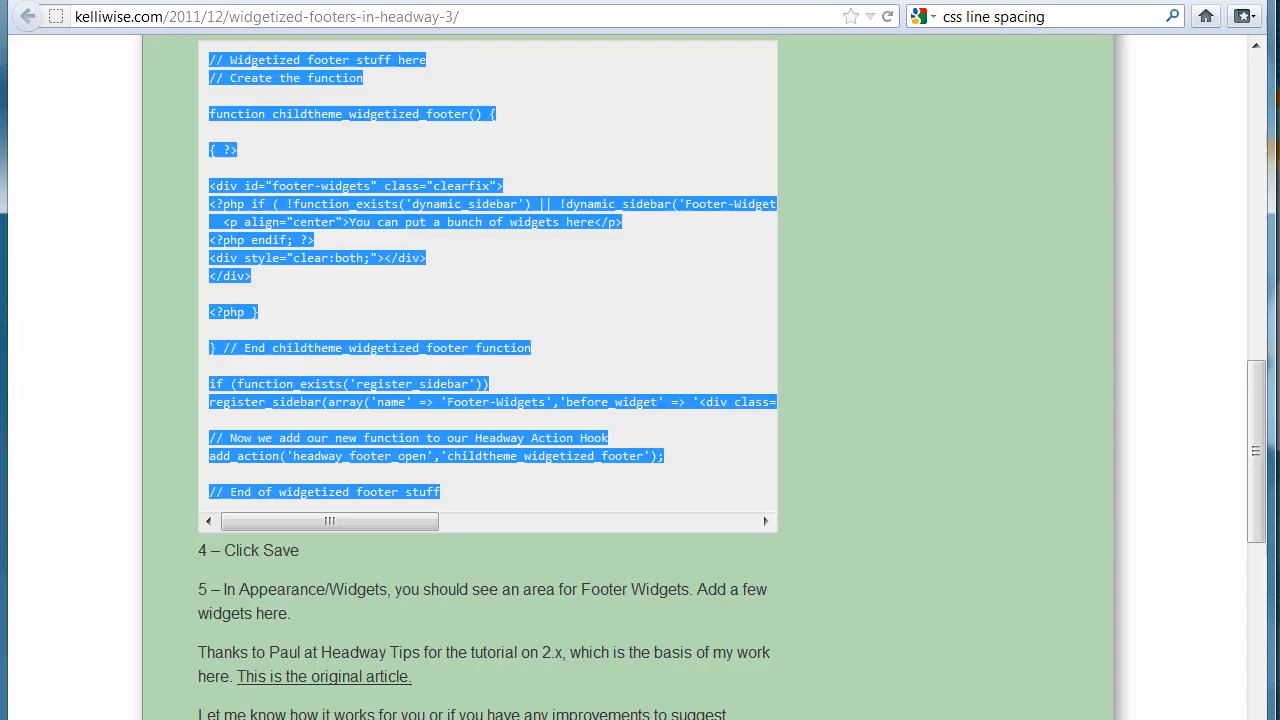 kelliwise.com/2011/12/widgetized-footers-in-headway-3/
css line spacing
// Widgetized footer stuff here
// Create the function
function childtheme_widgetized_footer() {
{ ?>
<div id="footer-widgets" class="clearfix">
<?php if ( !function_exists('dynamic_sidebar') || !dynamic_sidebar('Footer-Widget
<p align="center">You can put a bunch of widgets here</p>
<?php endif; ?>
<div style="clear:both;"></div>
</div>
<?php }
} // End childtheme_widgetized_footer function
if (function_exists('register_sidebar'))
register_sidebar(array('name' => 'Footer-Widgets','before_widget' => '<div class=
// Now we add our new function to our Headway Action Hook
add_action('headway_footer_open','childtheme_widgetized_footer');
// End of widgetized footer stuff
4 – Click Save
5 – In Appearance/Widgets, you should see an area for Footer Widgets. Add a few
widgets here.
Thanks to Paul at Headway Tips for the tutorial on 2.x, which is the basis of my work
here. This is the original article.
Let me know how it works for you or if you have any improvements to suggest